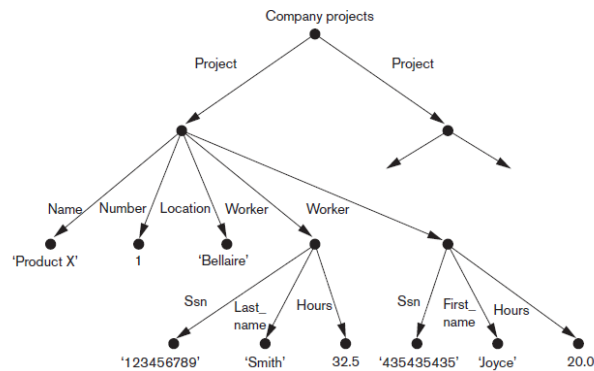 Company projects
Project Project
Name Number Location Worker Worker
'Product X' 1 'Bellaire'
Ssn Last_ Hours Ssn First_ Hours
name name
'123456789' 'Smith' 32.5 '435435435' 'Joyce' 20.0